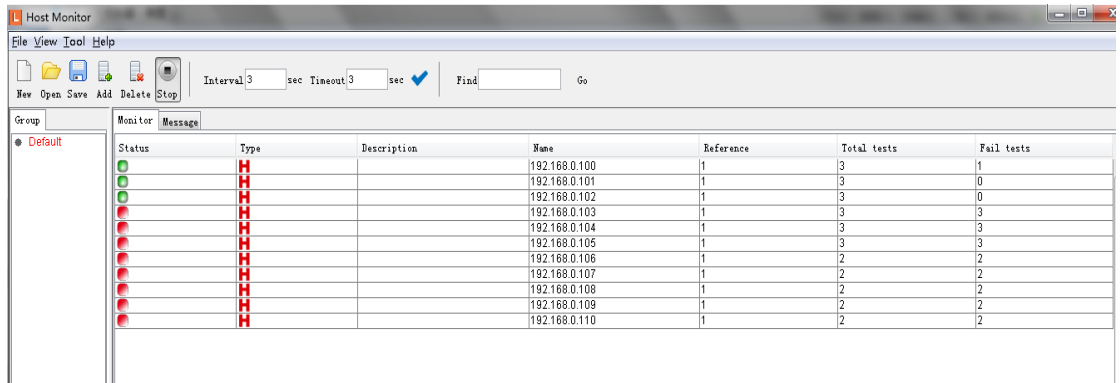 L Host Monitor
File View Tool Help
New Open Save Add Delete Stop Interval 3 sec Timeout 3 sec Find Go
Group Monitor Message
Default
Status Type Description Name Reference Total tests Fail tests
H 192.168.0.100 1 3 1
H 192.168.0.101 1 3 0
H 192.168.0.102 1 3 0
H 192.168.0.103 1 3 3
H 192.168.0.104 1 3 3
H 192.168.0.105 1 3 3
H 192.168.0.106 1 2 2
H 192.168.0.107 1 2 2
H 192.168.0.108 1 2 2
H 192.168.0.109 1 2 2
H 192.168.0.110 1 2 2